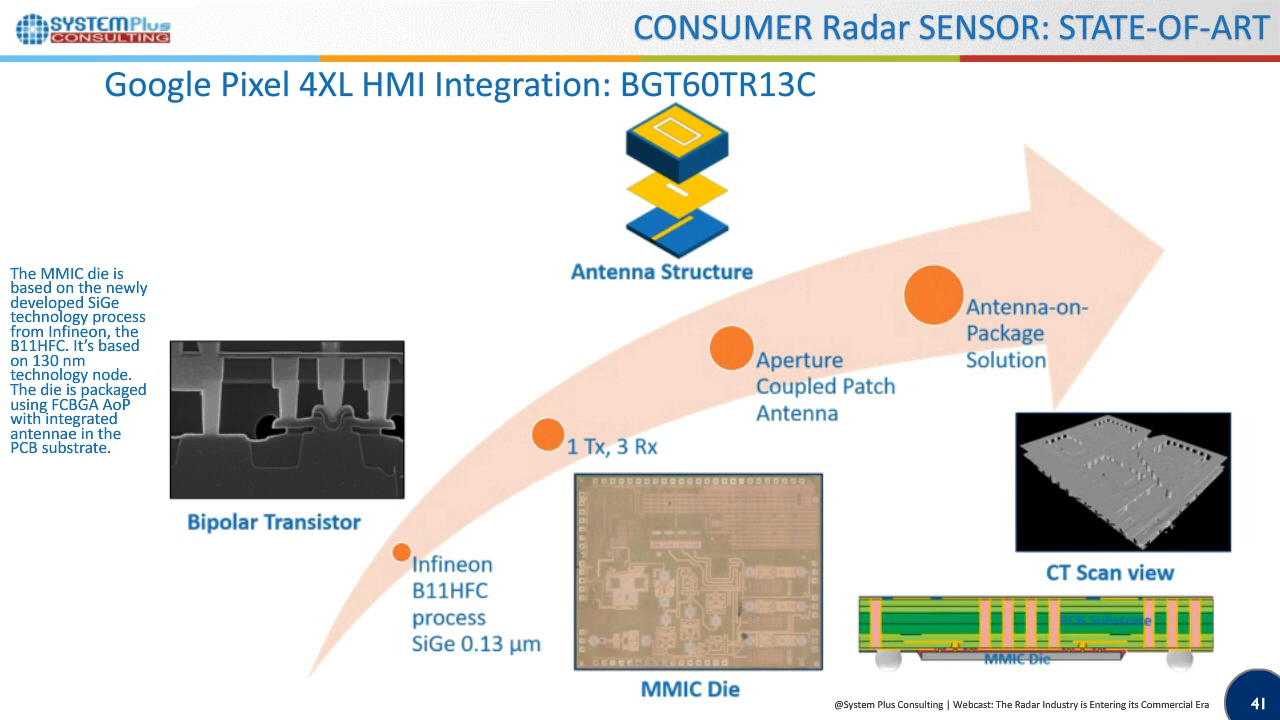 SYSTEMPlus
CONSULTING
CONSUMER Radar SENSOR: STATE-OF-ART
Google Pixel 4XL HMI Integration: BGT60TR13C
Antenna Structure
The MMIC die is
based on the newly
developed SiGe
technology process
from Infineon, the
B11HFC. It's based
on 130 nm
technology node.
The die is packaged
using FCBGA AoP
with integrated
antennae in the
PCB substrate.
Bipolar Transistor
Infineon
B11HFC
process
SiGe 0.13 µm
1 Tx, 3 Rx
MMIC Die
Aperture
Coupled Patch
Antenna
Antenna-on-
Package
Solution
CT Scan view
PCB Substrate
MMIC Die
@System Plus Consulting | Webcast: The Radar Industry is Entering its Commercial Era
41